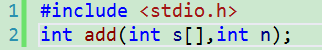 1 #include <stdio.h>
2 int add(int s[],int n);